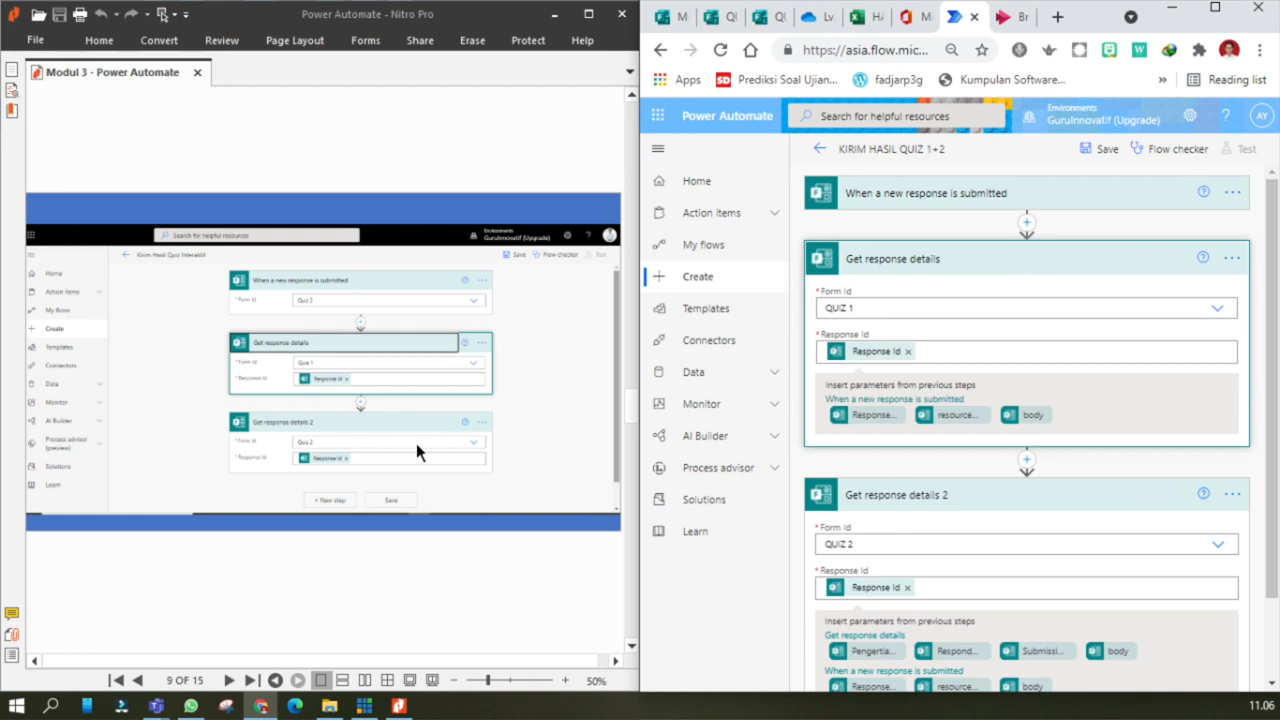 Power Automate - Nitro Pro
File
Home
Convert
Review
Page Layout
Forms
Share
Erase
Protect
Help
Modul 3 - Power Automate
Search for helpful resources
Environments
GuruInnovatif (Upgrade)
Kirim Hasil Quiz Interaktif
Save
Flow checker
Test
Home
Action items
My flows
Create
Templates
Connectors
Data
Monitor
AI Builder
Process advisor
(preview)
Solutions
Learn
When a new response is submitted
* Form Id
Quiz 2
Get response details
* Form Id
Quiz 1
* Response Id
Response Id
Get response details 2
* Form Id
Quiz 2
* Response Id
Response Id
+ New step
Save
50%
M
Lv
HA
M
Br
https://asia.flow.mic...
Apps
SD
Prediksi Soal Ujian...
fadjarp3g
Kumpulan Software...
Reading list
Power Automate
Search for helpful resources
Environments
GuruInnovatif (Upgrade)
AY
KIRIM HASIL QUIZ 1+2
Save
Flow checker
Test
Home
Action items
My flows
Create
Templates
Connectors
Data
Monitor
AI Builder
Process advisor
Solutions
Learn
When a new response is submitted
Get response details
* Form Id
QUIZ 1
* Response Id
Response Id
Insert parameters from previous steps
When a new response is submitted
Response...
resource...
body
Get response details 2
* Form Id
QUIZ 2
* Response Id
Response Id
Insert parameters from previous steps
Get response details
Pengertia...
Respond...
Submissi...
body
When a new response is submitted
Response...
resource...
body
11.06